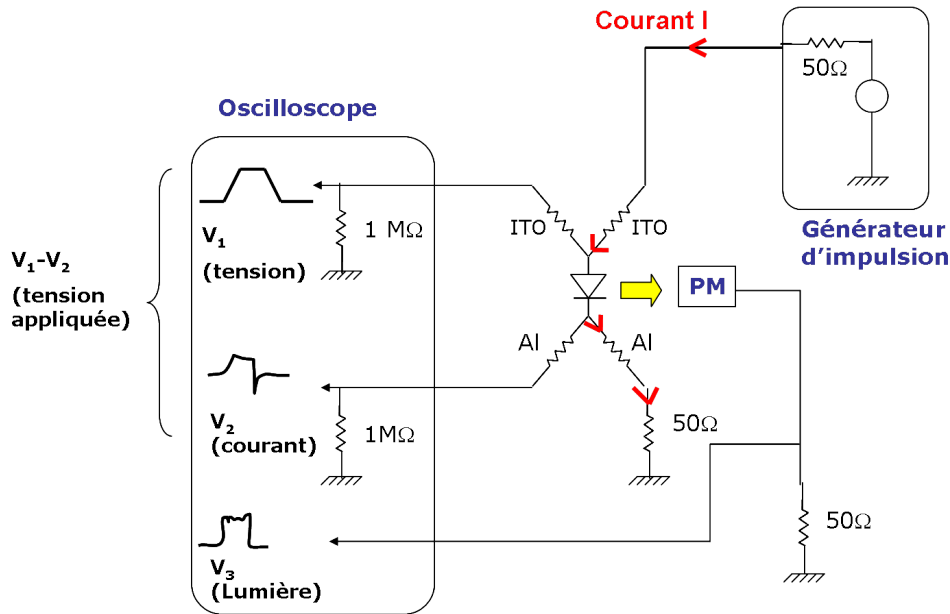 Courant I
50Ω
Générateur
d’impulsion
Oscilloscope
V1-V2
(tension
appliquée)
V1
(tension)
1 MΩ
ITO
ITO
PM
Al
Al
V2
(courant)
1MΩ
50Ω
V3
(Lumière)
50Ω